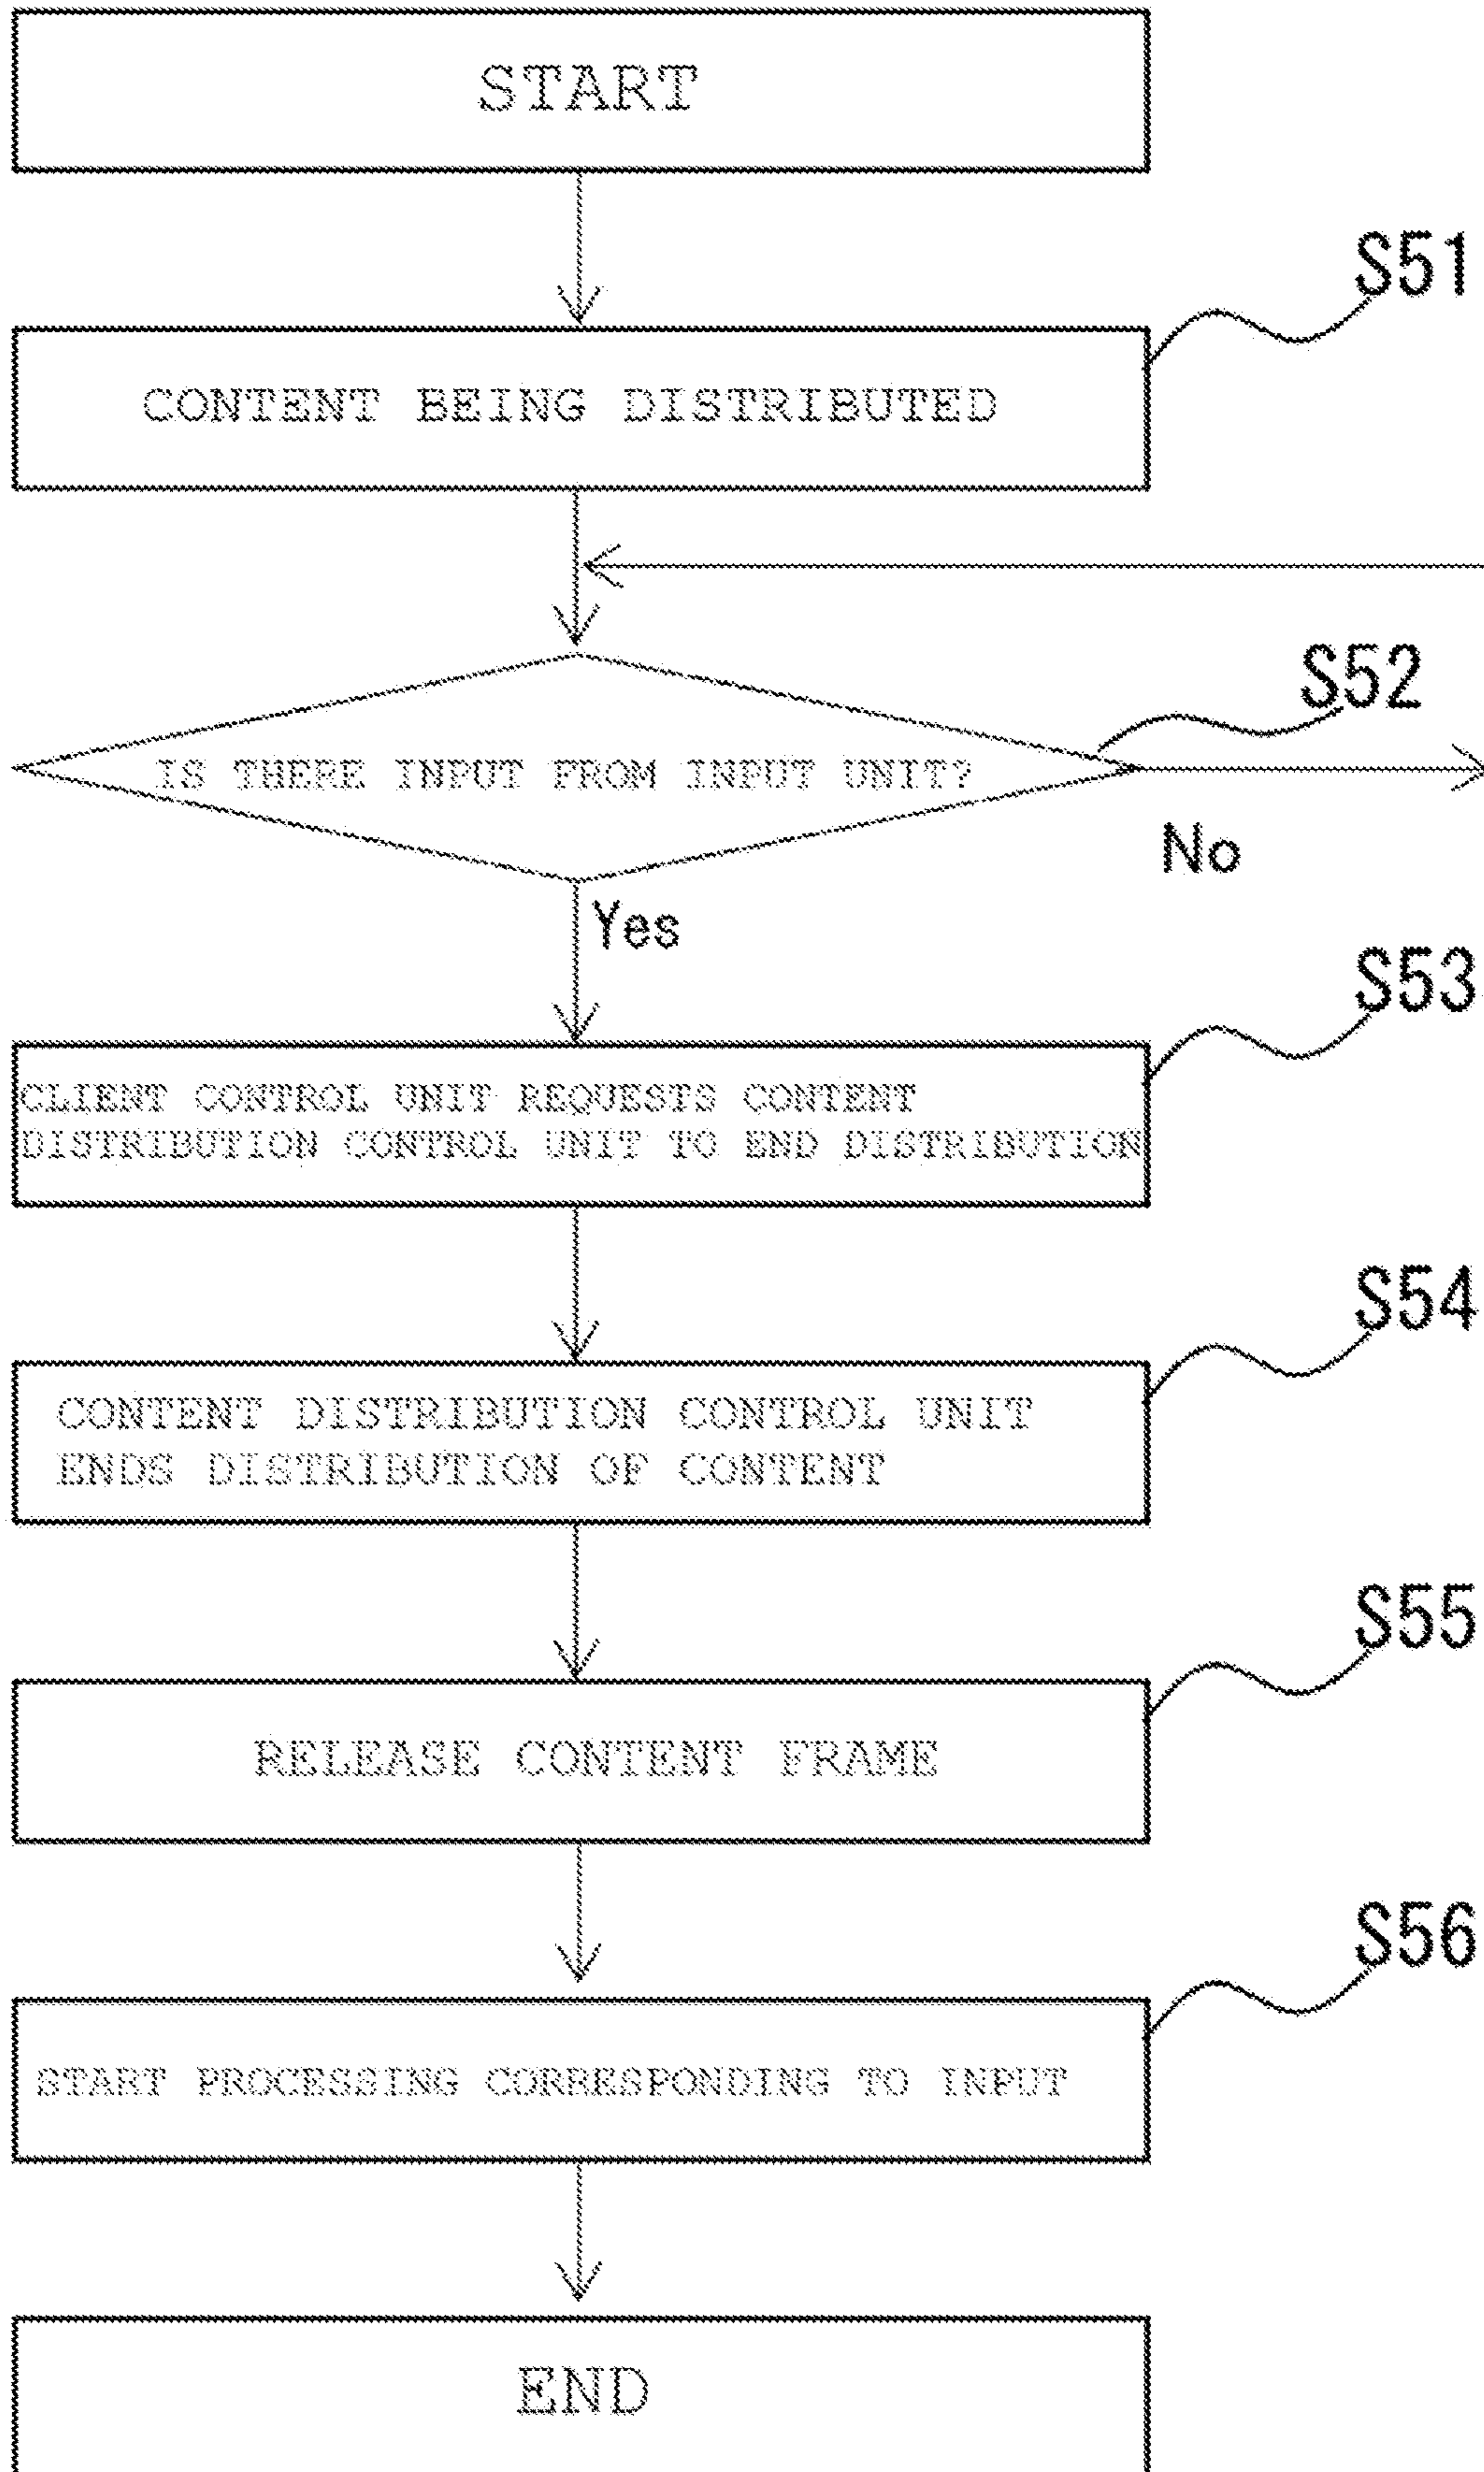 START
S51
CONTENT BEING DISTRIBUTED
S52
IS THERE INPUT FROM INPUT UNIT?
No
Yes
S53
CLIENT CONTROL UNIT REQUESTS CONTENT
DISTRIBUTION CONTROL UNIT TO END DISTRIBUTION
S54
CONTENT DISTRIBUTION CONTROL UNIT
ENDS DISTRIBUTION OF CONTENT
S55
RELEASE CONTENT FRAME
S56
START PROCESSING CORRESPONDING TO INPUT
END